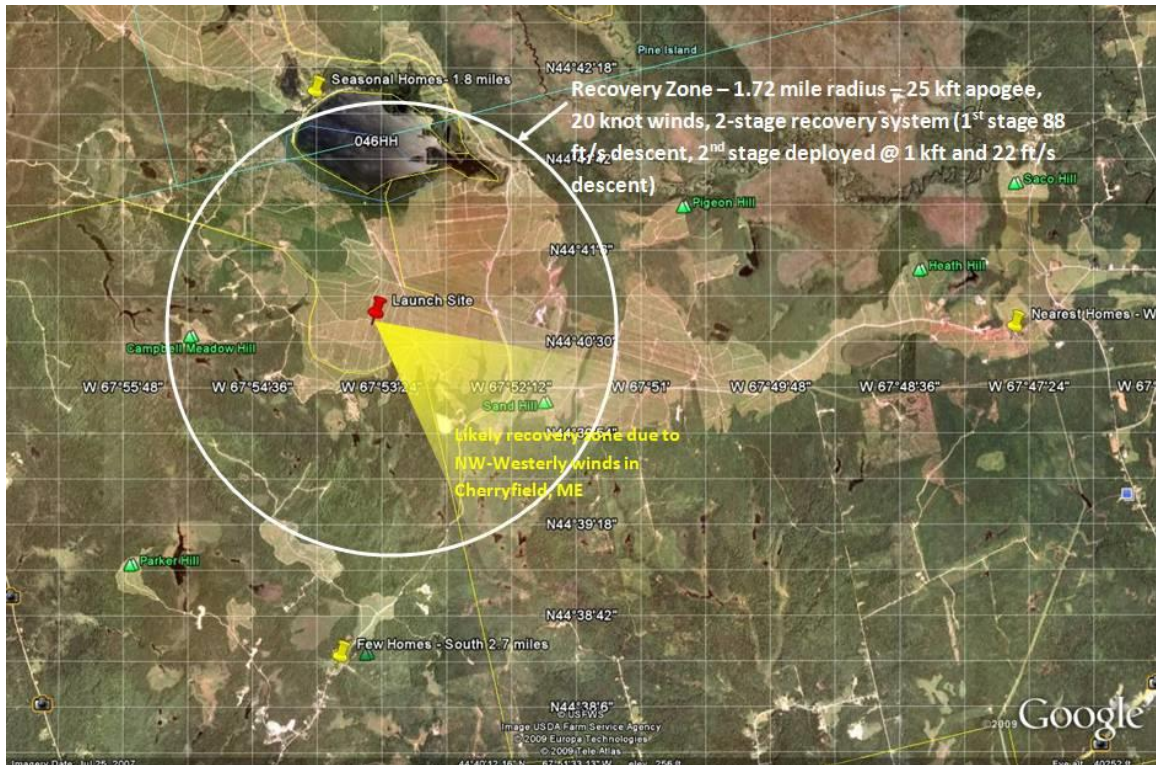 Pine Island
N44°42'18"
Seasonal Homes- 1.8 miles
Recovery Zone – 1.72 mile radius – 25 kft apogee,
20 knot winds, 2-stage recovery system (1st stage 88
ft/s descent, 2nd stage deployed @ 1 kft and 22 ft/s
descent)
046HH
Saco Hill
Pigeon Hill
N44°41'6"
Heath Hill
Launch Site
Nearest Homes - W
N44°40'30"
Campbell Meadow Hill
W 67°55'48" W 67°54'36" W 67°53'24" W 67°52'12" W 67°51' W 67°49'48" W 67°48'36" W 67°47'24" W 67°
Sand Hill
Likely recovery zone due to
NW-Westerly winds in
Cherryfield, ME
N44°39'18"
Parker Hill
N44°38'42"
Few Homes - South 2.7 miles
N44°38'6"
© USFWS
Image USDA Farm Service Agency
© 2009 Europa Technologies
© 2009 Tele Atlas
©2009 Google